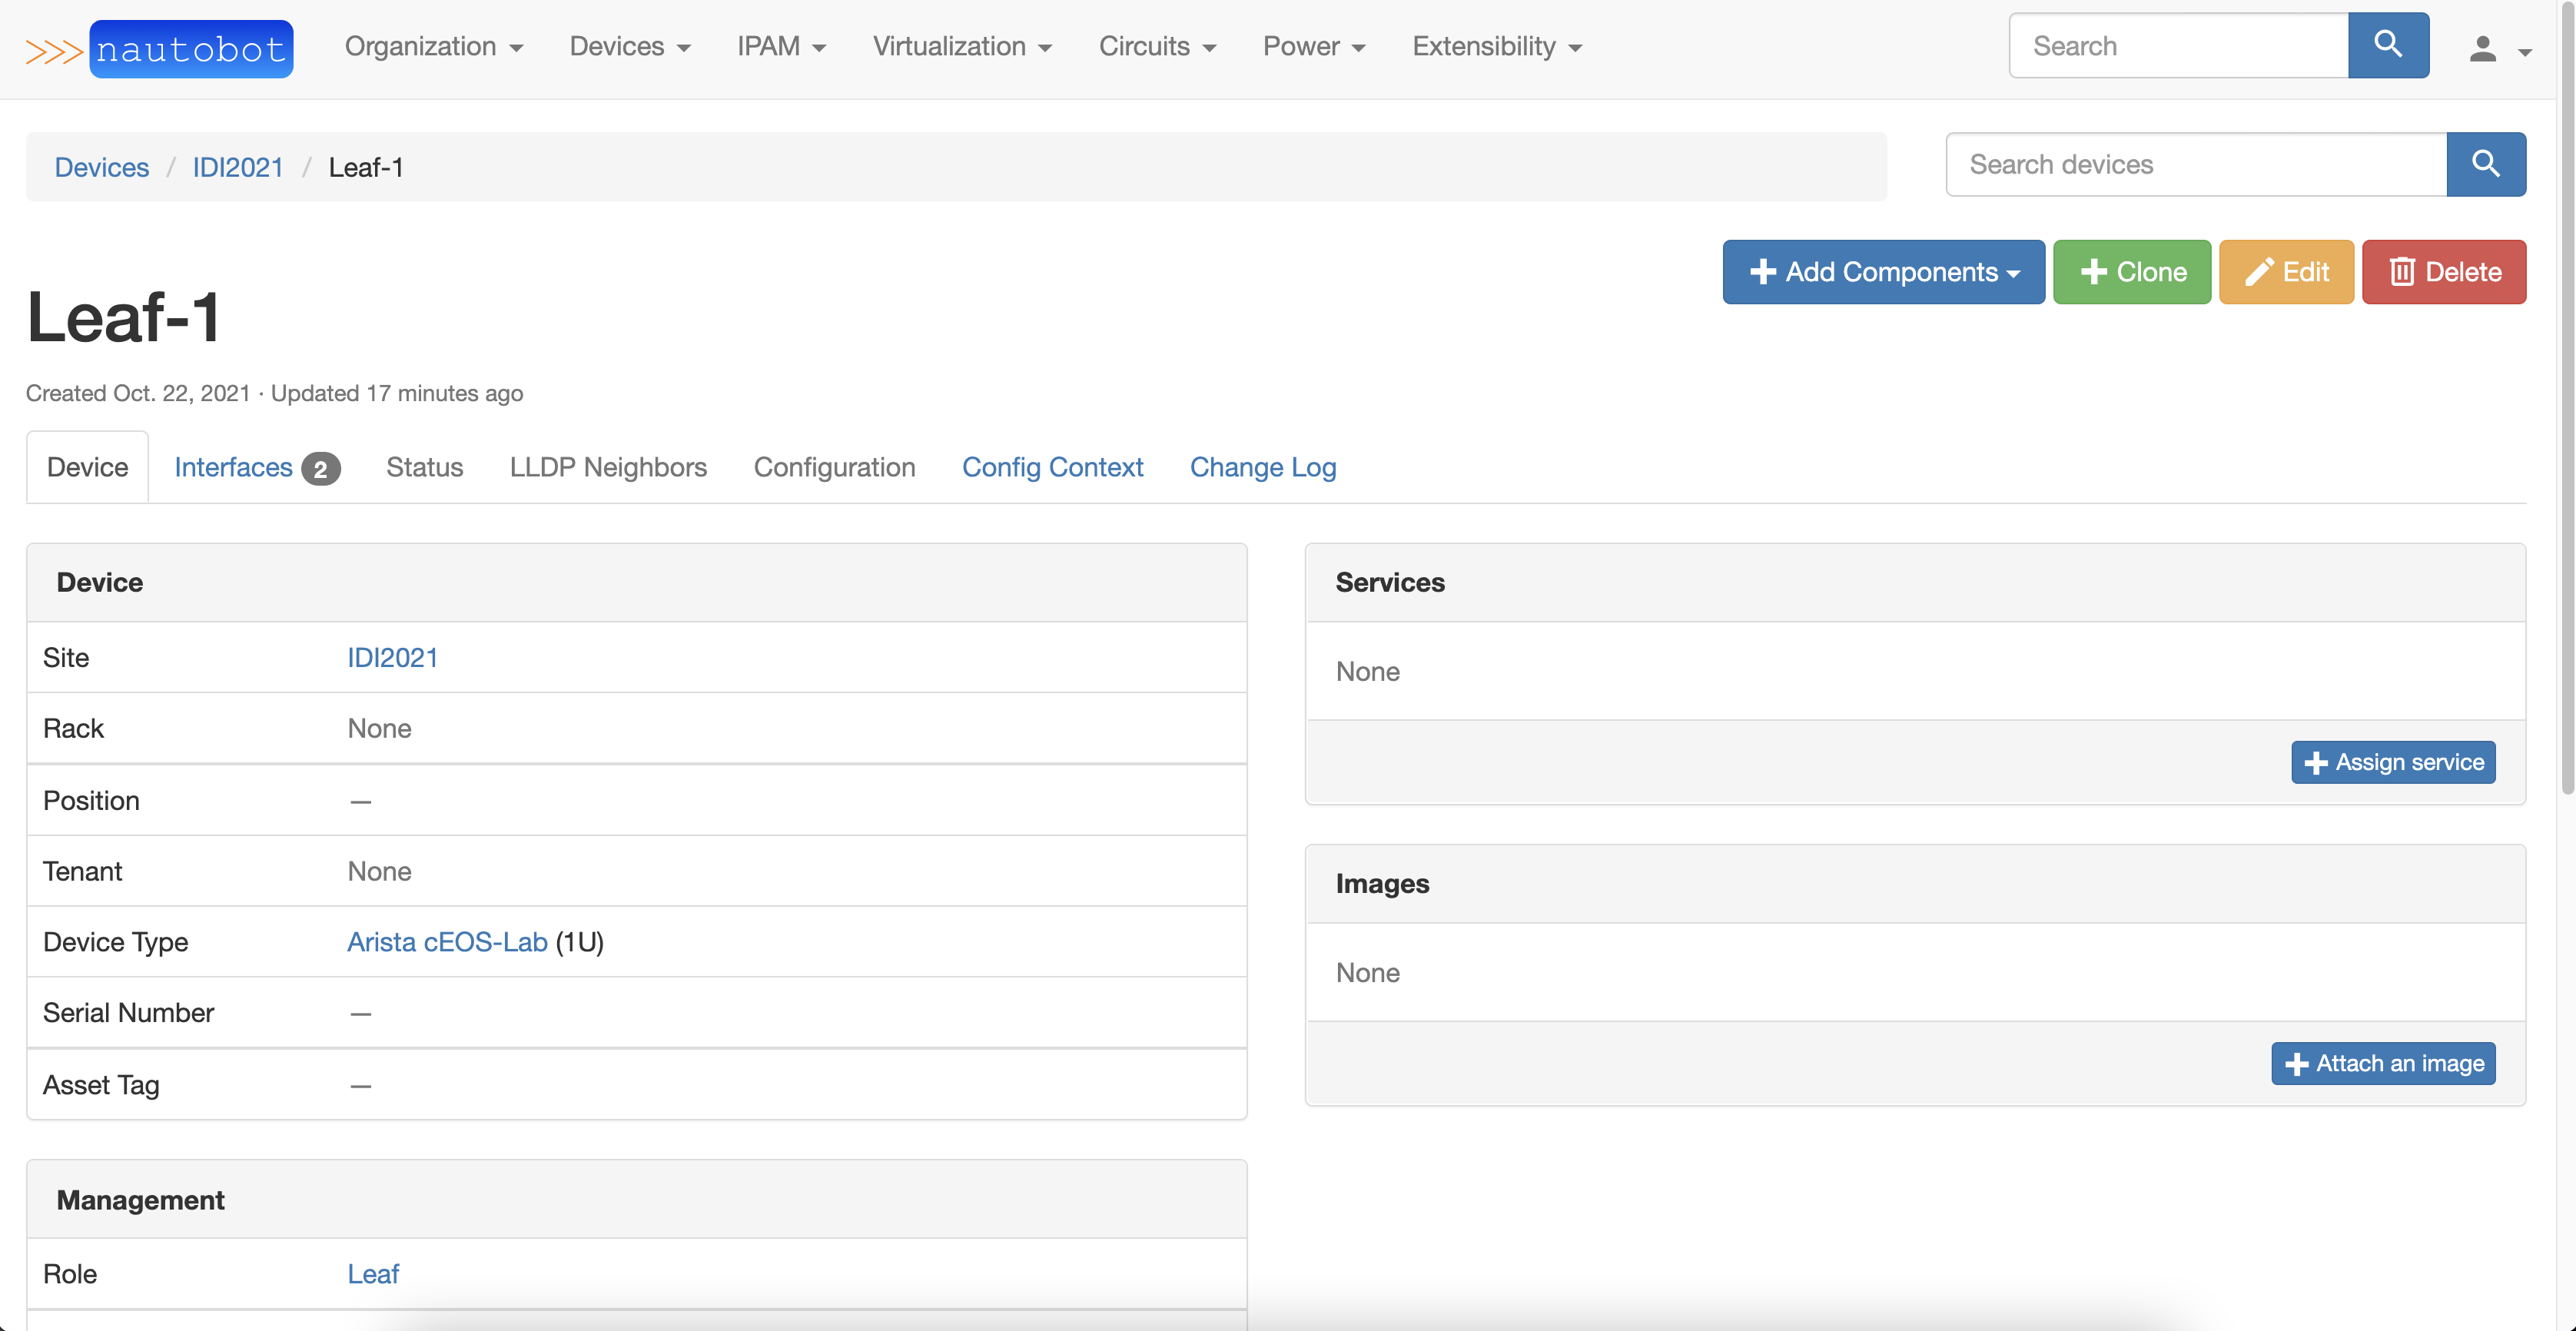 >>> nautobot Organization Devices IPAM Virtualization Circuits Power Extensibility Search
Devices / IDI2021 / Leaf-1 Search devices
Add Components Clone Edit Delete
Leaf-1
Created Oct. 22, 2021 · Updated 17 minutes ago
Device Interfaces 2 Status LLDP Neighbors Configuration Config Context Change Log
Device
Site IDI2021
Rack None
Position —
Tenant None
Device Type Arista cEOS-Lab (1U)
Serial Number —
Asset Tag —
Management
Role Leaf
Services
None
Assign service
Images
None
Attach an image